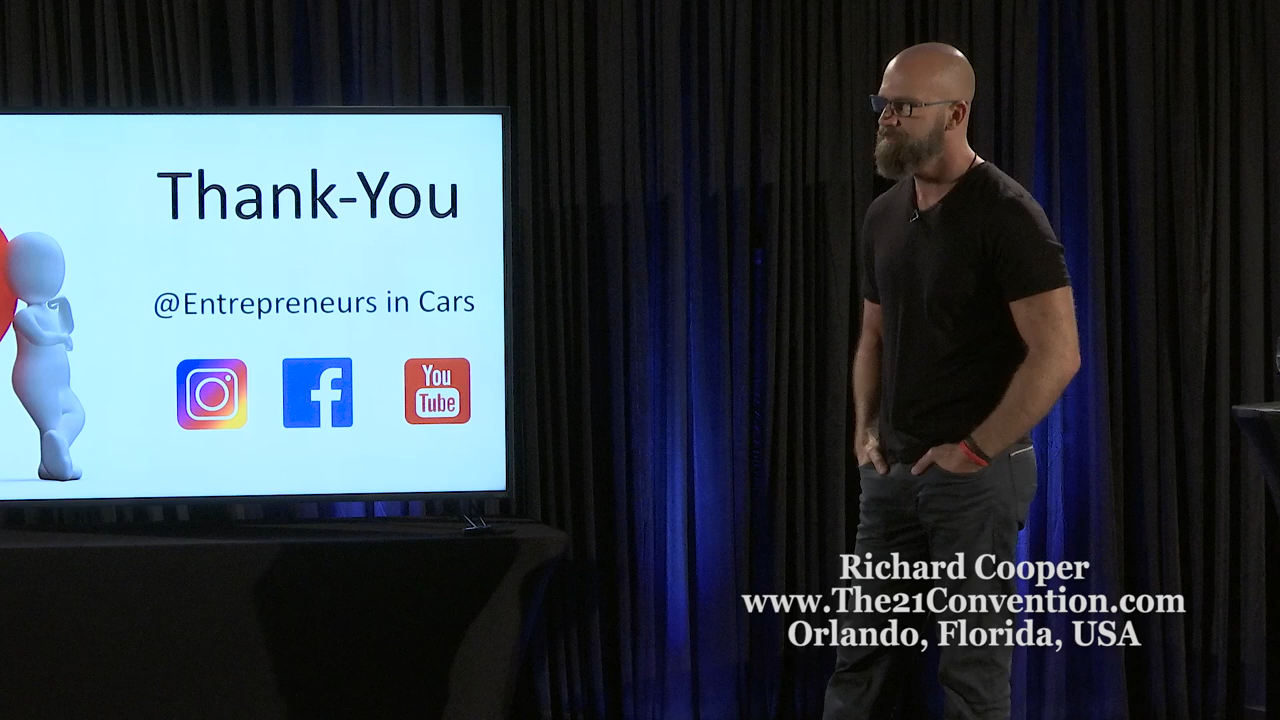 Thank-You
@Entrepreneurs in Cars
You
Tube
Richard Cooper
www.The21Convention.com
Orlando, Florida, USA